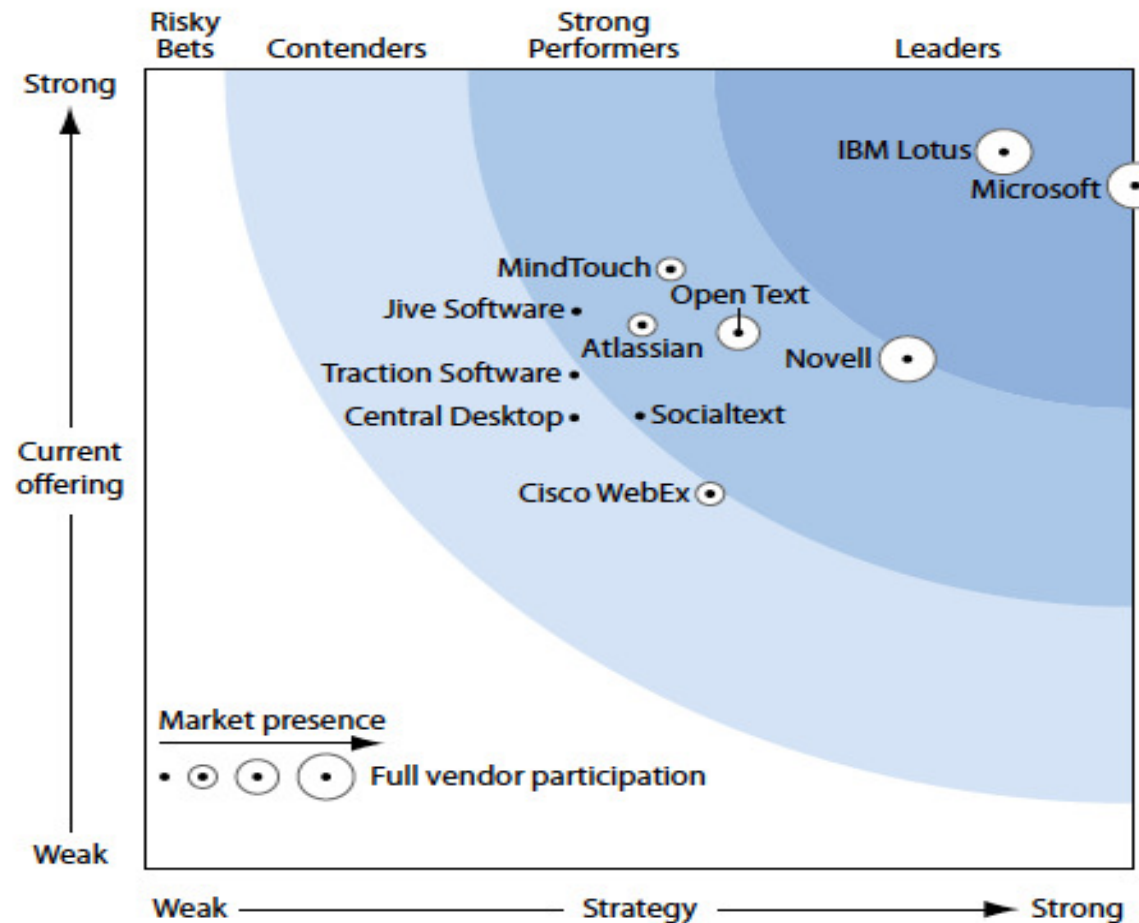 Risky
Bets
Contenders
Strong
Performers
Leaders
Strong
IBM Lotus
Microsoft
MindTouch
Open Text
Jive Software
Atlassian
Novell
Traction Software
Central Desktop
Socialtext
Current
offering
Cisco WebEx
Market presence
Full vendor participation
Weak
Weak
Strategy
Strong